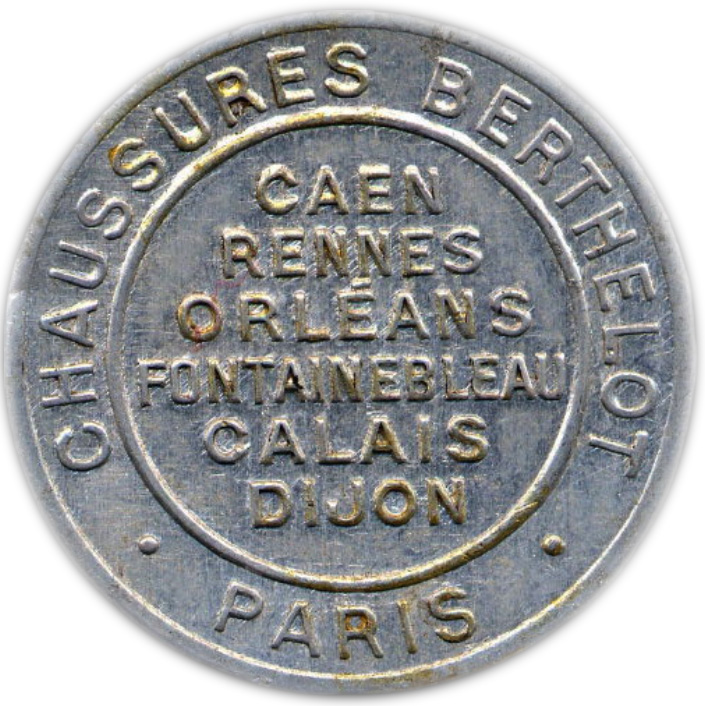 CHAUSSURES BERTHELOT
CAEN
RENNES
ORLÉANS
FONTAINEBLEAU
CALAIS
DIJON
PARIS